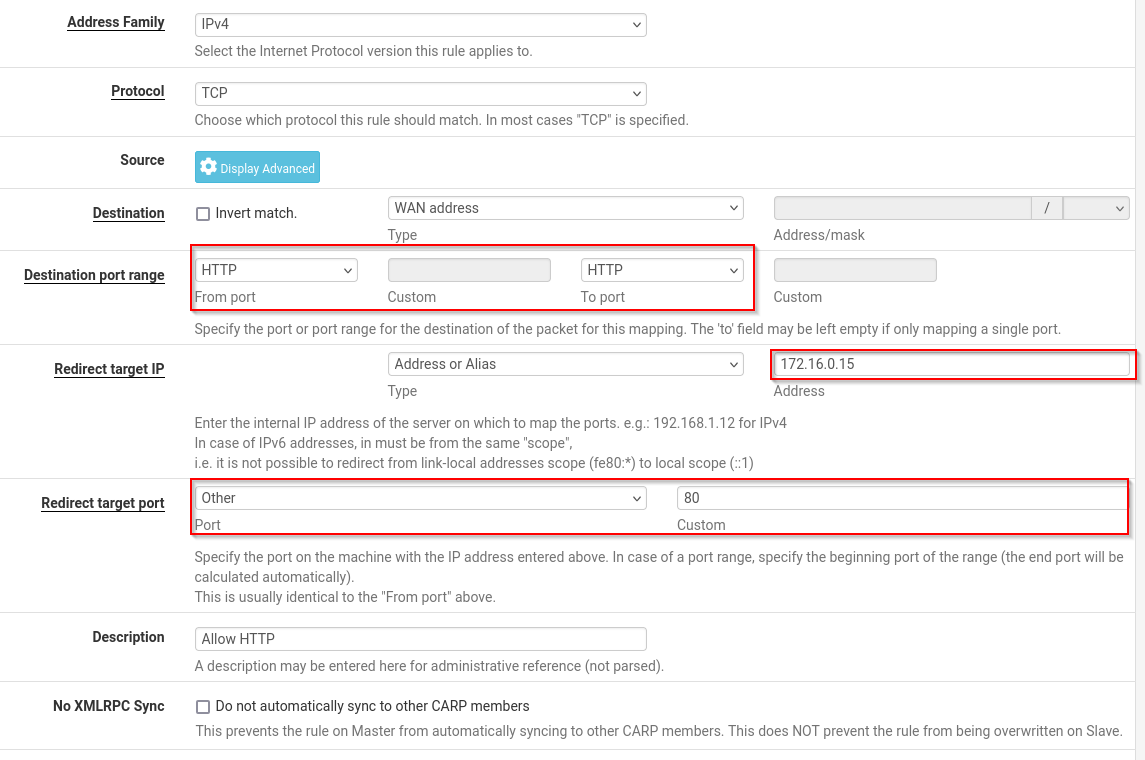 Address Family
IPv4
Select the Internet Protocol version this rule applies to.
Protocol
TCP
Choose which protocol this rule should match. In most cases "TCP" is specified.
Source
Display Advanced
Destination
Invert match.
WAN address
/
Type
Address/mask
Destination port range
HTTP
HTTP
From port
Custom
To port
Custom
Specify the port or port range for the destination of the packet for this mapping. The 'to' field may be left empty if only mapping a single port.
Redirect target IP
Address or Alias
172.16.0.15
Type
Address
Enter the internal IP address of the server on which to map the ports. e.g.: 192.168.1.12 for IPv4
In case of IPv6 addresses, in must be from the same "scope",
i.e. it is not possible to redirect from link-local addresses scope (fe80:*) to local scope (::1)
Redirect target port
Other
80
Port
Custom
Specify the port on the machine with the IP address entered above. In case of a port range, specify the beginning port of the range (the end port will be
calculated automatically).
This is usually identical to the "From port" above.
Description
Allow HTTP
A description may be entered here for administrative reference (not parsed).
No XMLRPC Sync
Do not automatically sync to other CARP members
This prevents the rule on Master from automatically syncing to other CARP members. This does NOT prevent the rule from being overwritten on Slave.